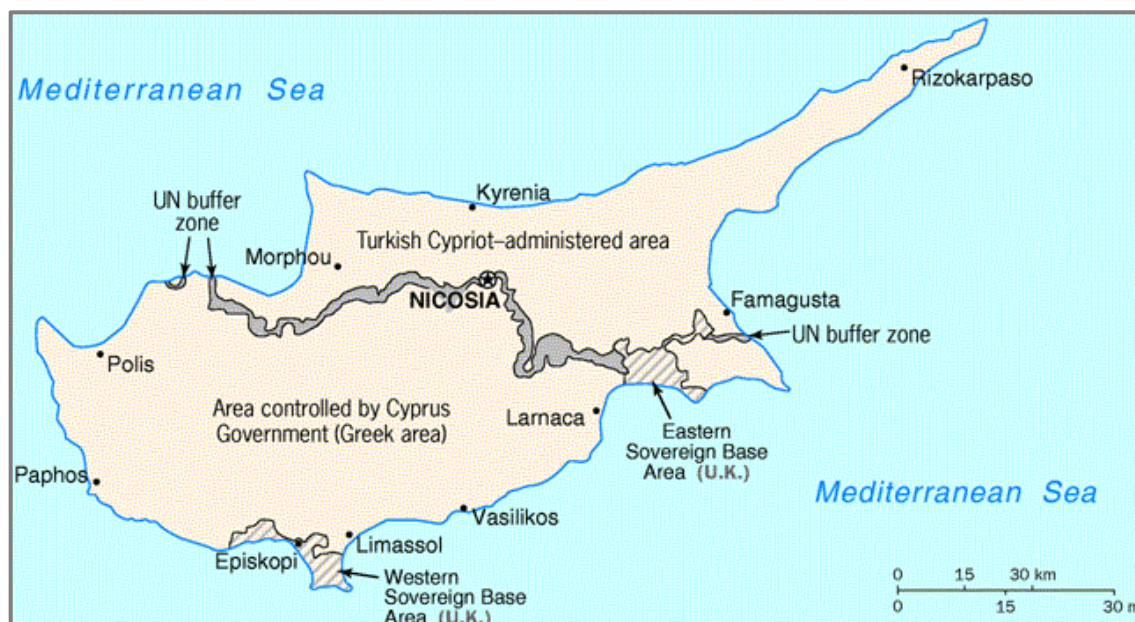 Mediterranean Sea
Rizokarpaso
UN buffer
zone
Kyrenia
Turkish Cypriot–administered area
Morphou
NICOSIA
Famagusta
UN buffer zone
Polis
Area controlled by Cyprus
Government (Greek area)
Larnaca
Eastern
Sovereign Base
Area (U.K.)
Paphos
Mediterranean Sea
Vasilikos
Limassol
Episkopi
Western
Sovereign Base
Area (U.K.)
0 15 30 km
0 15 30 m